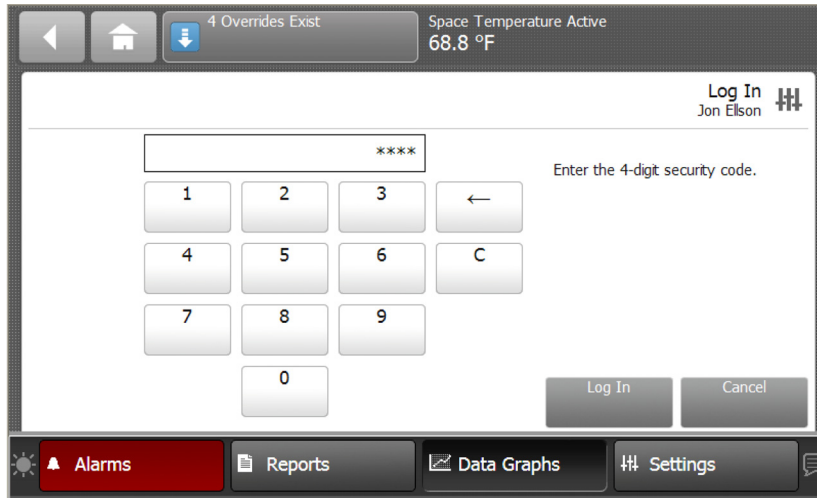 4 Overrides Exist
Space Temperature Active
68.8 °F
Log In
Jon Ellson
****
Enter the 4-digit security code.
1 2 3 ←
4 5 6 C
7 8 9
0
Log In Cancel
Alarms Reports Data Graphs Settings